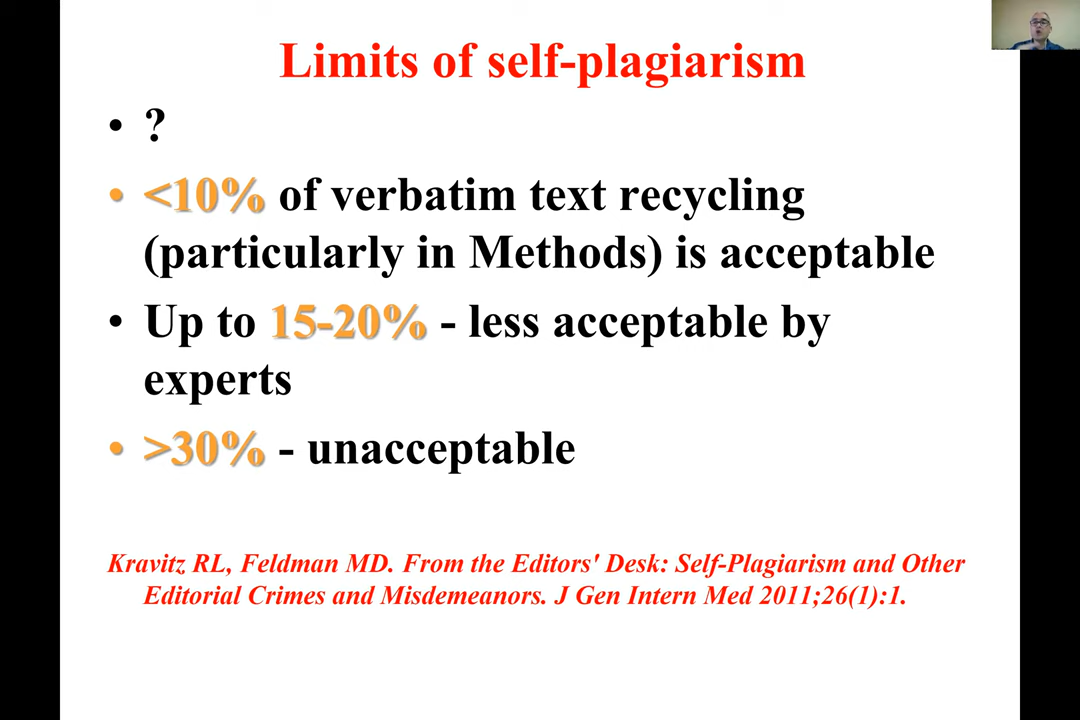 Limits of self-plagiarism
• ?
• <10% of verbatim text recycling
(particularly in Methods) is acceptable
• Up to 15-20% - less acceptable by
experts
• >30% - unacceptable
Kravitz RL, Feldman MD. From the Editors' Desk: Self-Plagiarism and Other
Editorial Crimes and Misdemeanors. J Gen Intern Med 2011;26(1):1.